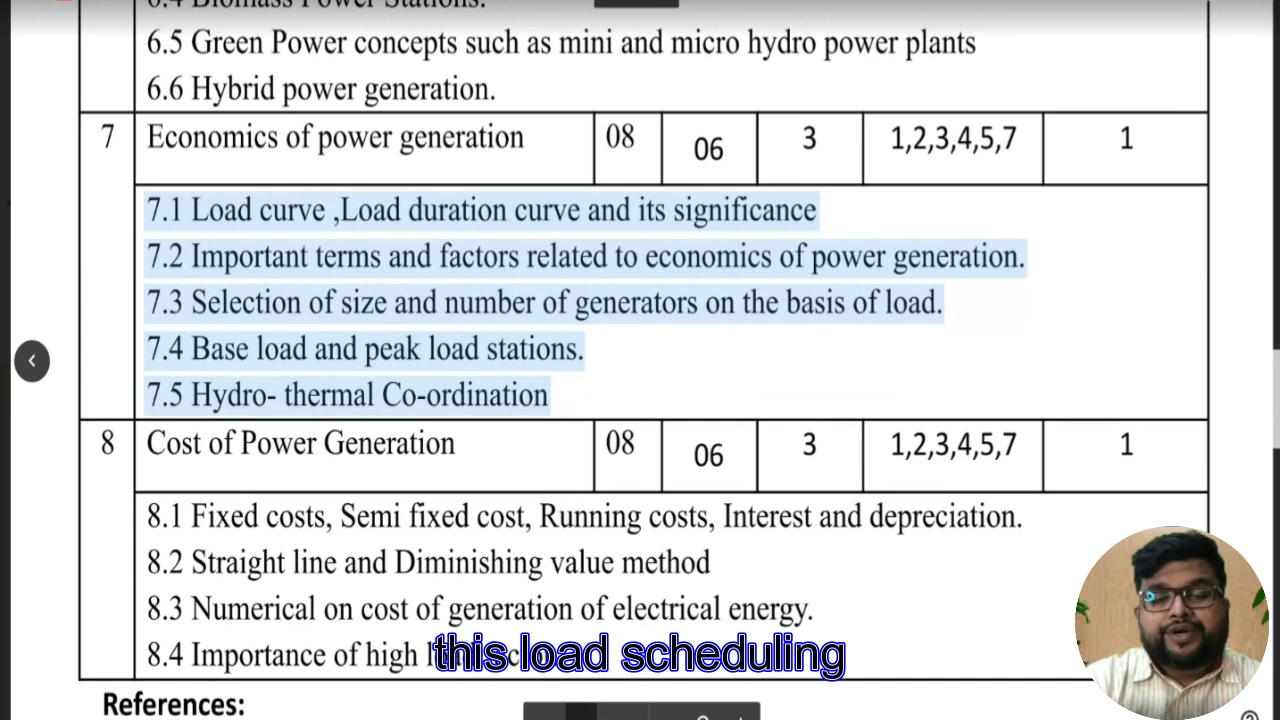 6.4 Biomass Power Stations.
6.5 Green Power concepts such as mini and micro hydro power plants
6.6 Hybrid power generation.
7 Economics of power generation 08 06 3 1,2,3,4,5,7 1
7.1 Load curve ,Load duration curve and its significance
7.2 Important terms and factors related to economics of power generation.
7.3 Selection of size and number of generators on the basis of load.
7.4 Base load and peak load stations.
7.5 Hydro- thermal Co-ordination
8 Cost of Power Generation 08 06 3 1,2,3,4,5,7 1
8.1 Fixed costs, Semi fixed cost, Running costs, Interest and depreciation.
8.2 Straight line and Diminishing value method
8.3 Numerical on cost of generation of electrical energy.
8.4 Importance of high
this load scheduling
References: